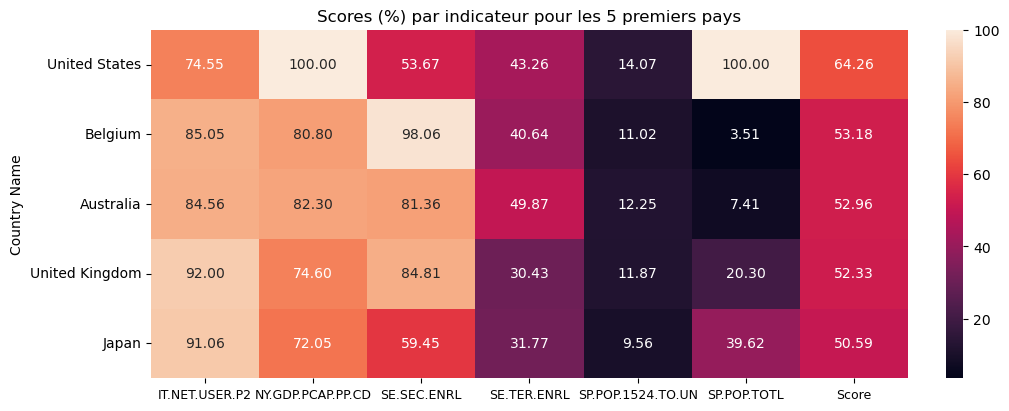 Scores (%) par indicateur pour les 5 premiers pays
Country Name
United States 74.55 100.00 53.67 43.26 14.07 100.00 64.26
Belgium 85.05 80.80 98.06 40.64 11.02 3.51 53.18
Australia 84.56 82.30 81.36 49.87 12.25 7.41 52.96
United Kingdom 92.00 74.60 84.81 30.43 11.87 20.30 52.33
Japan 91.06 72.05 59.45 31.77 9.56 39.62 50.59
IT.NET.USER.P2 NY.GDP.PCAP.PP.CD SE.SEC.ENRL SE.TER.ENRL SP.POP.1524.TO.UN SP.POP.TOTL Score
100
80
60
40
20